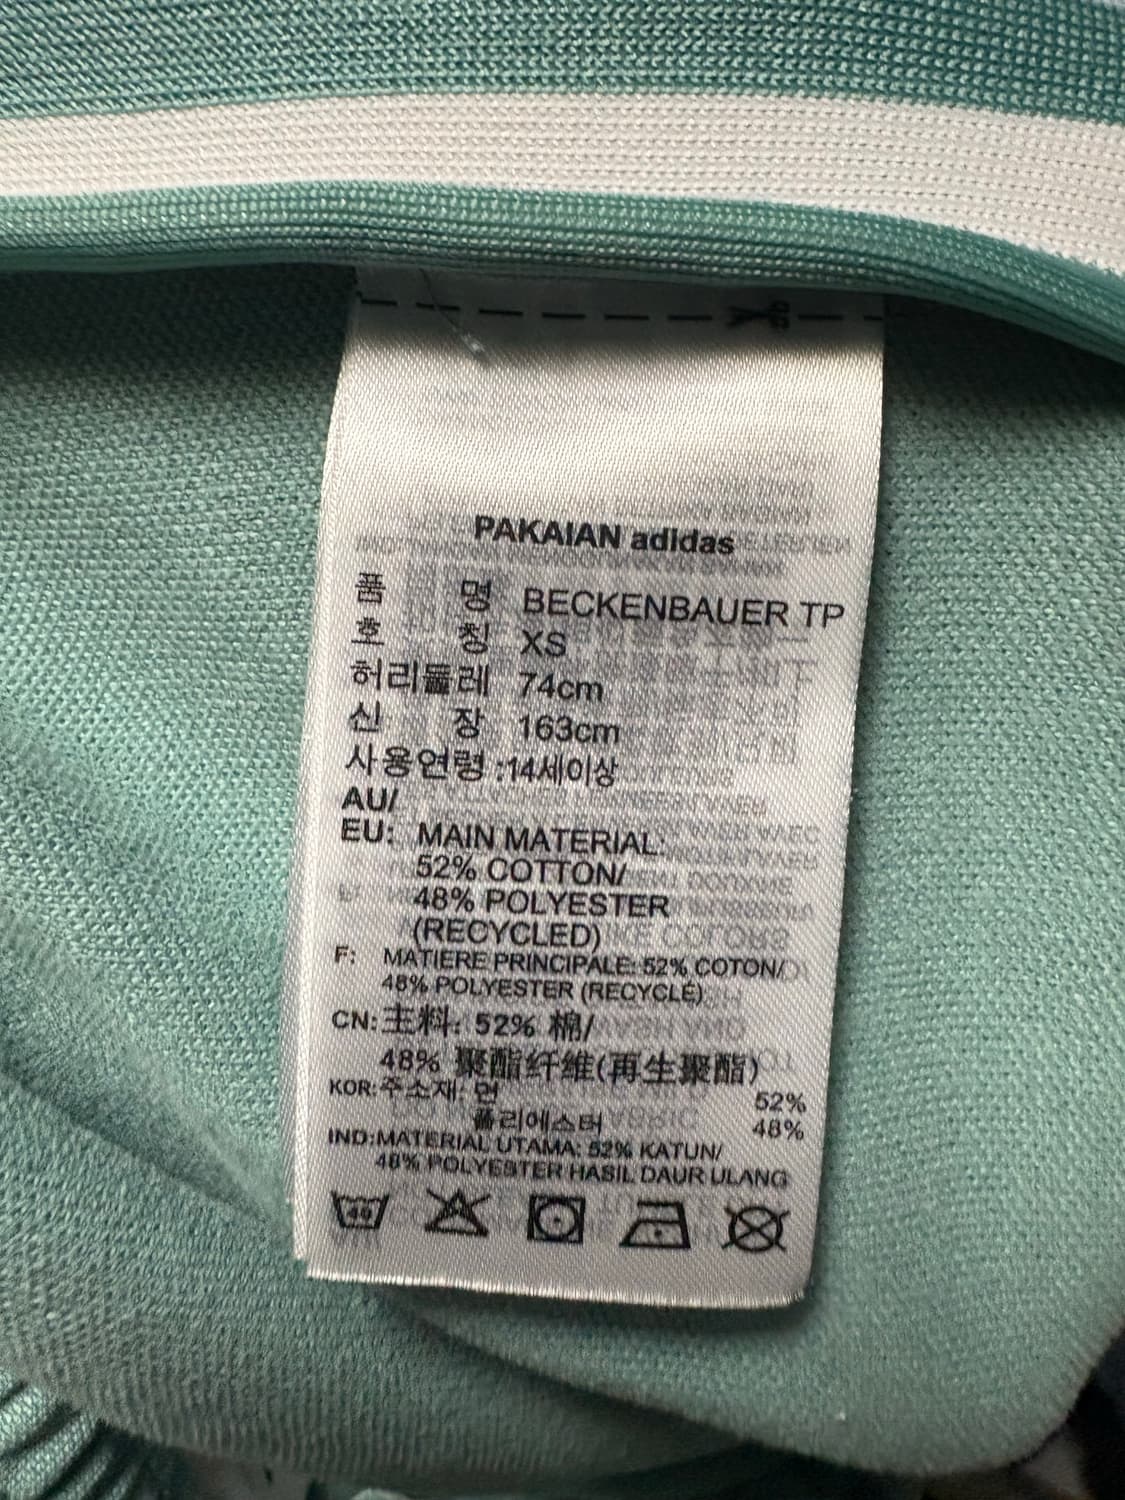 PAKAIAN adidas
품 명 BECKENBAUER TP
호 칭 XS
허리둘레 74cm
신 장 163cm
사용연령 :14세이상
AU/
EU: MAIN MATERIAL:
52% COTTON/
48% POLYESTER
(RECYCLED)
F: MATIERE PRINCIPALE: 52% COTON/
48% POLYESTER (RECYCLÉ)
CN: 主料: 52% 棉/
48% 聚酯纤维(再生聚酯)
KOR: 주소재: 면 52%
폴리에스터 48%
IND: MATERIAL UTAMA: 52% KATUN/
48% POLYESTER HASIL DAUR ULANG
40